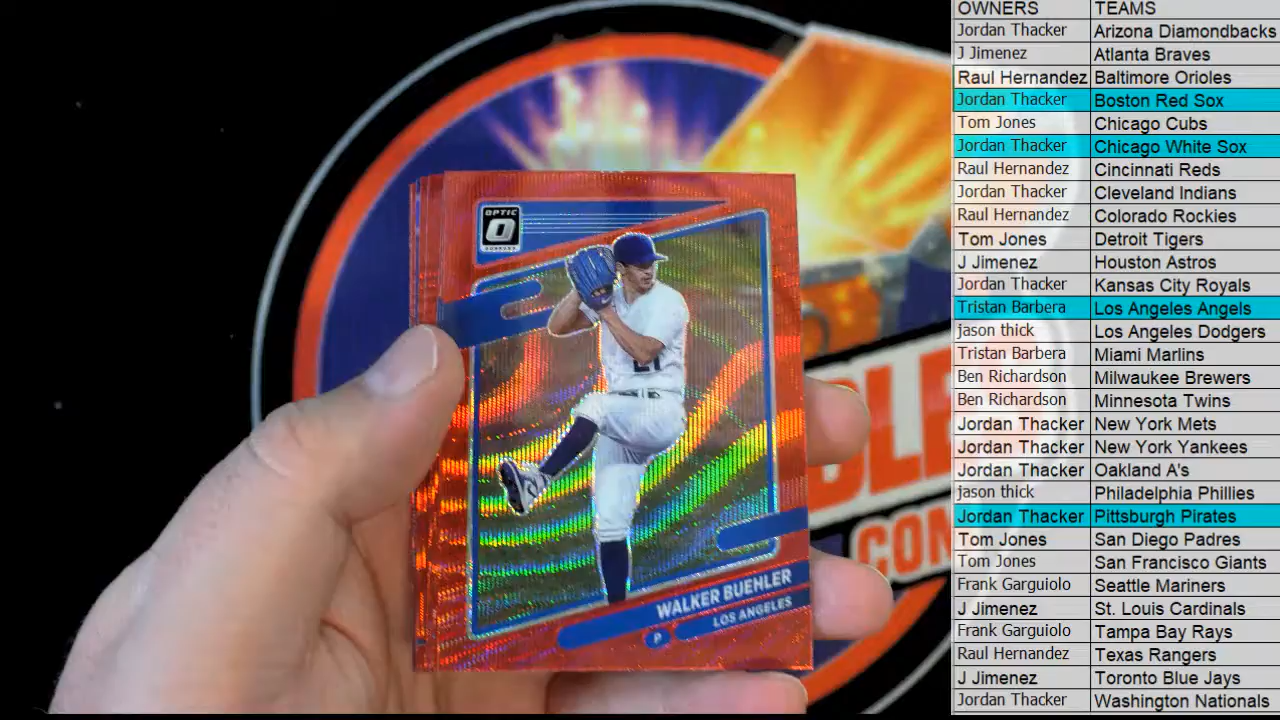 OWNERS TEAMS
Jordan Thacker Arizona Diamondbacks
J Jimenez Atlanta Braves
Raul Hernandez Baltimore Orioles
Jordan Thacker Boston Red Sox
Tom Jones Chicago Cubs
Jordan Thacker Chicago White Sox
Raul Hernandez Cincinnati Reds
Jordan Thacker Cleveland Indians
Raul Hernandez Colorado Rockies
Tom Jones Detroit Tigers
J Jimenez Houston Astros
Jordan Thacker Kansas City Royals
Tristan Barbera Los Angeles Angels
jason thick Los Angeles Dodgers
Tristan Barbera Miami Marlins
Ben Richardson Milwaukee Brewers
Ben Richardson Minnesota Twins
Jordan Thacker New York Mets
Jordan Thacker New York Yankees
Jordan Thacker Oakland A's
jason thick Philadelphia Phillies
Jordan Thacker Pittsburgh Pirates
Tom Jones San Diego Padres
Tom Jones San Francisco Giants
Frank Garguiolo Seattle Mariners
J Jimenez St. Louis Cardinals
Frank Garguiolo Tampa Bay Rays
Raul Hernandez Texas Rangers
J Jimenez Toronto Blue Jays
Jordan Thacker Washington Nationals
OPTIC
O
DONRUSS
21
WALKER BUEHLER
P LOS ANGELES
COM